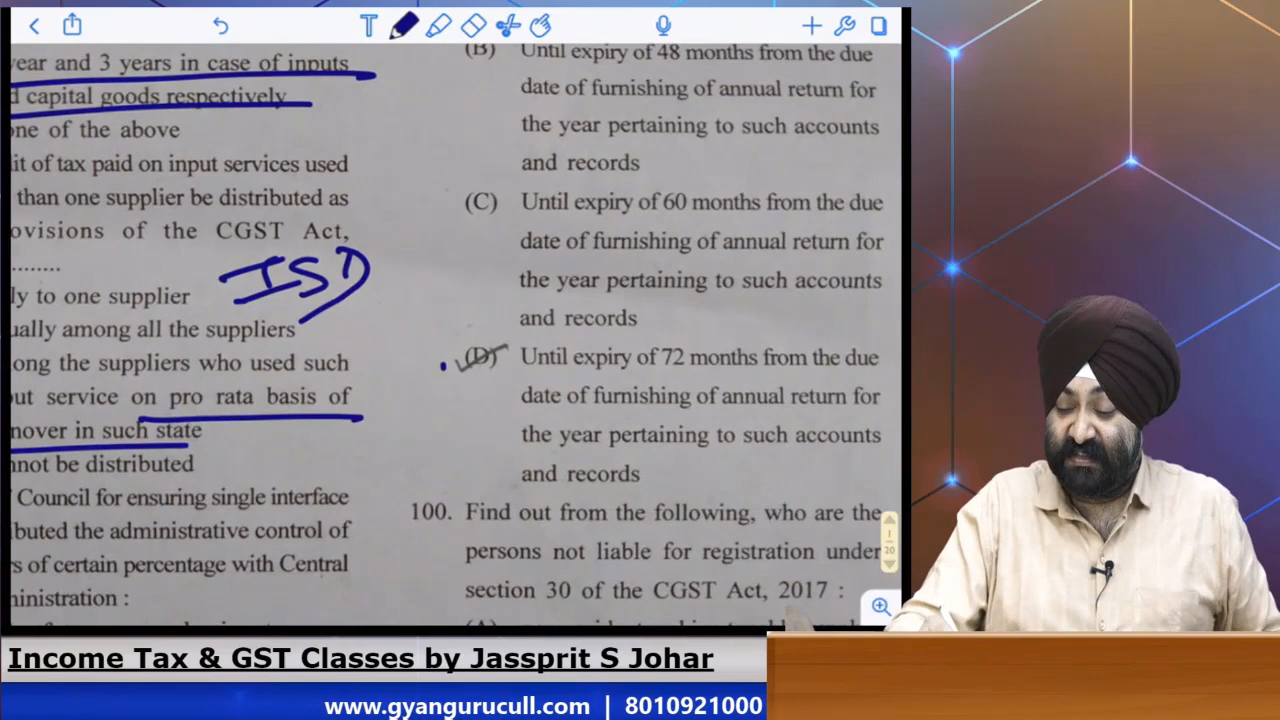 year and 3 years in case of inputs
d capital goods respectively
one of the above
it of tax paid on input services used
than one supplier be distributed as
ovisions of the CGST Act,
.........
ISD
ly to one supplier
ually among all the suppliers
ong the suppliers who used such
ut service on pro rata basis of
nover in such state
nnot be distributed
Council for ensuring single interface
ibuted the administrative control of
rs of certain percentage with Central
ministration :
(B) Until expiry of 48 months from the due
date of furnishing of annual return for
the year pertaining to such accounts
and records
(C) Until expiry of 60 months from the due
date of furnishing of annual return for
the year pertaining to such accounts
and records
(D) Until expiry of 72 months from the due
date of furnishing of annual return for
the year pertaining to such accounts
and records
100. Find out from the following, who are the
persons not liable for registration under
section 30 of the CGST Act, 2017 :
1
20
Income Tax & GST Classes by Jassprit S Johar
www.gyangurucull.com | 8010921000